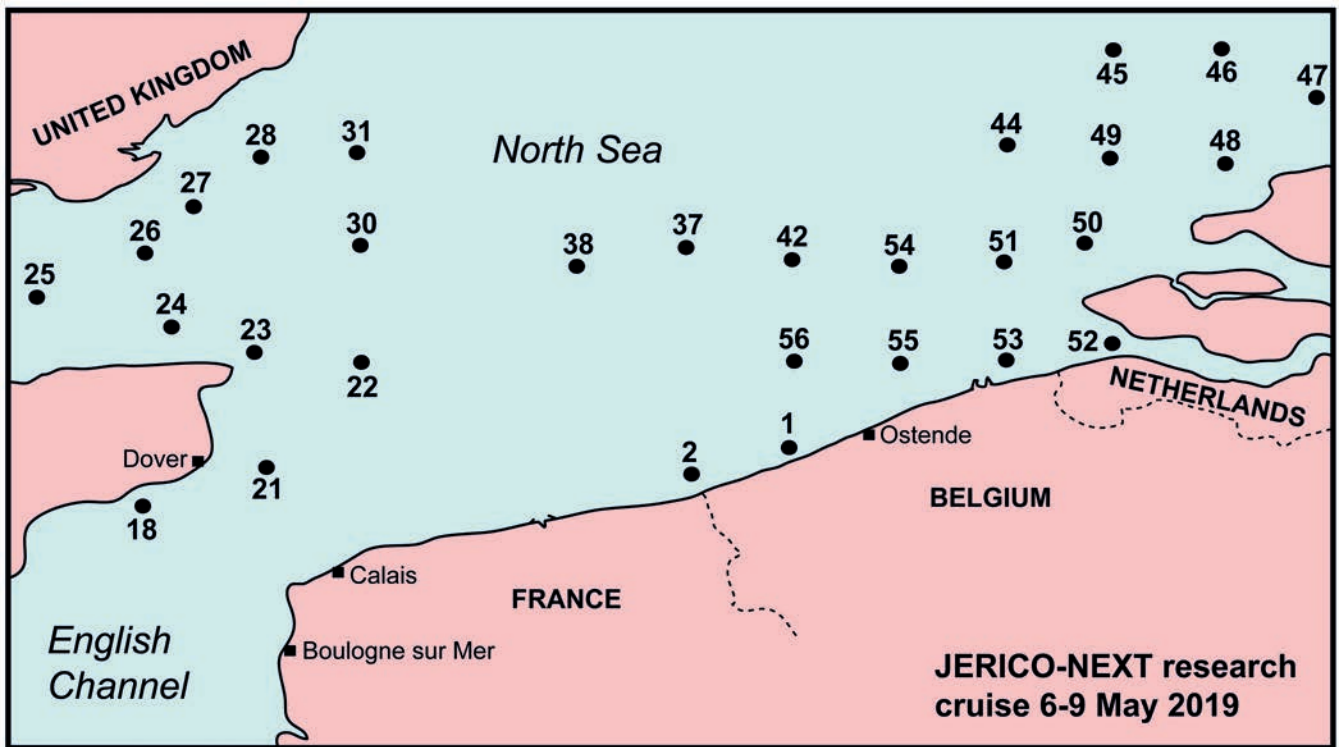 45
46
47
UNITED KINGDOM
28
31
North Sea
44
49
48
27
26
30
38
37
42
54
51
50
25
24
23
22
56
55
53
52
NETHERLANDS
Dover
21
18
2
1
Ostende
BELGIUM
Calais
FRANCE
English
Channel
Boulogne sur Mer
JERICO-NEXT research
cruise 6-9 May 2019